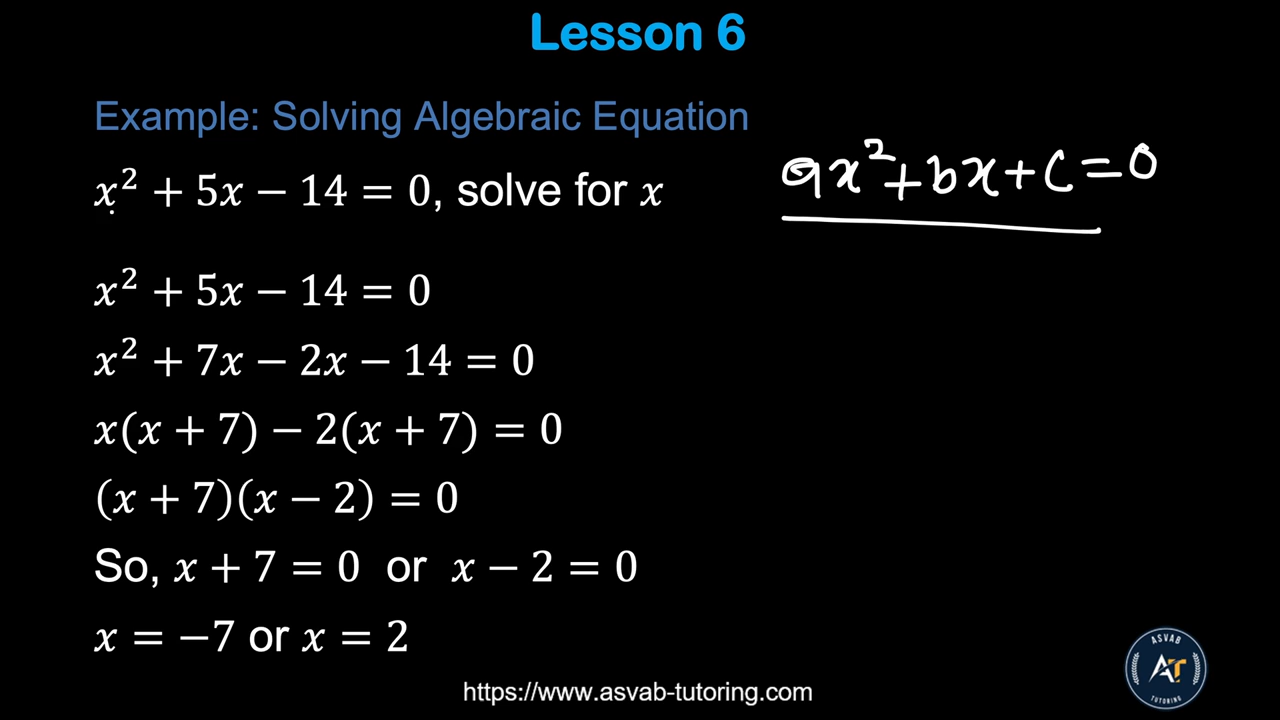 Lesson 6
Example: Solving Algebraic Equation
x² + 5x − 14 = 0, solve for x
ax²+bx+c=0
x² + 5x − 14 = 0
x² + 7x − 2x − 14 = 0
x(x + 7) − 2(x + 7) = 0
(x + 7)(x − 2) = 0
So, x + 7 = 0 or x − 2 = 0
x = −7 or x = 2
https://www.asvab-tutoring.com
ASVAB
AT
TUTORING